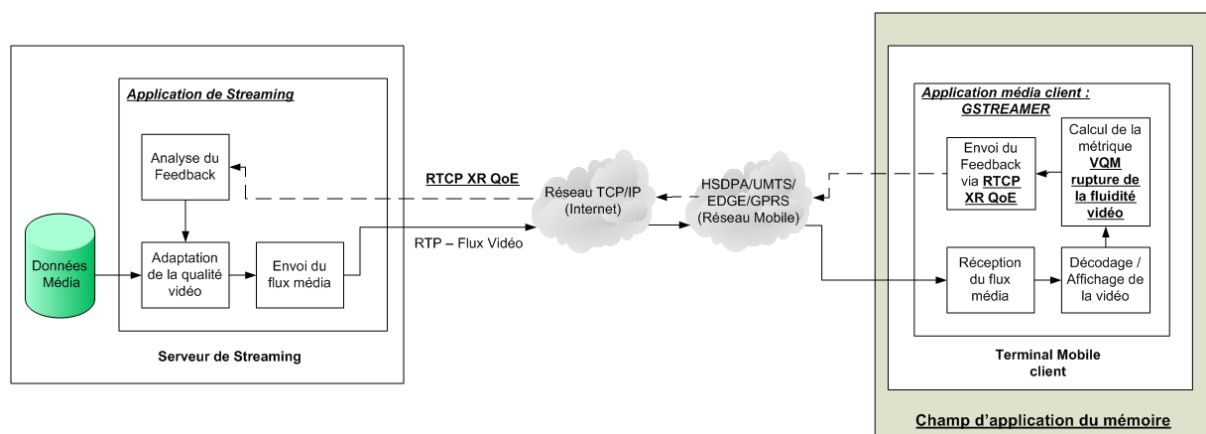 Application de Streaming
Analyse du
Feedback
Données
Média
Adaptation
de la qualité
vidéo
Envoi du
flux média
Serveur de Streaming
RTCP XR QoE
RTP – Flux Vidéo
Réseau TCP/IP
(Internet)
HSDPA/UMTS/
EDGE/GPRS
(Réseau Mobile)
Application média client :
GSTREAMER
Envoi du
Feedback
via RTCP
XR QoE
Calcul de la
métrique
VQM
rupture de
la fluidité
vidéo
Réception
du flux
média
Décodage /
Affichage de
la vidéo
Terminal Mobile
client
Champ d'application du mémoire